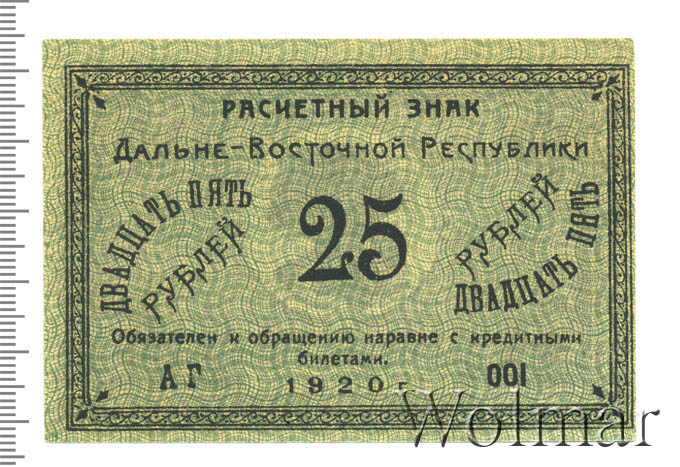 РАСЧЕТНЫЙ ЗНАК
ДАЛЬНЕ-ВОСТОЧНОЙ РЕСПУБЛИКИ
ДВАДЦАТЬ ПЯТЬ
РУБЛЕЙ
25
РУБЛЕЙ
ДВАДЦАТЬ ПЯТЬ
Обязателен к обращению наравне с кредитными
билетами.
АГ 1920 г. 001
Wolmar